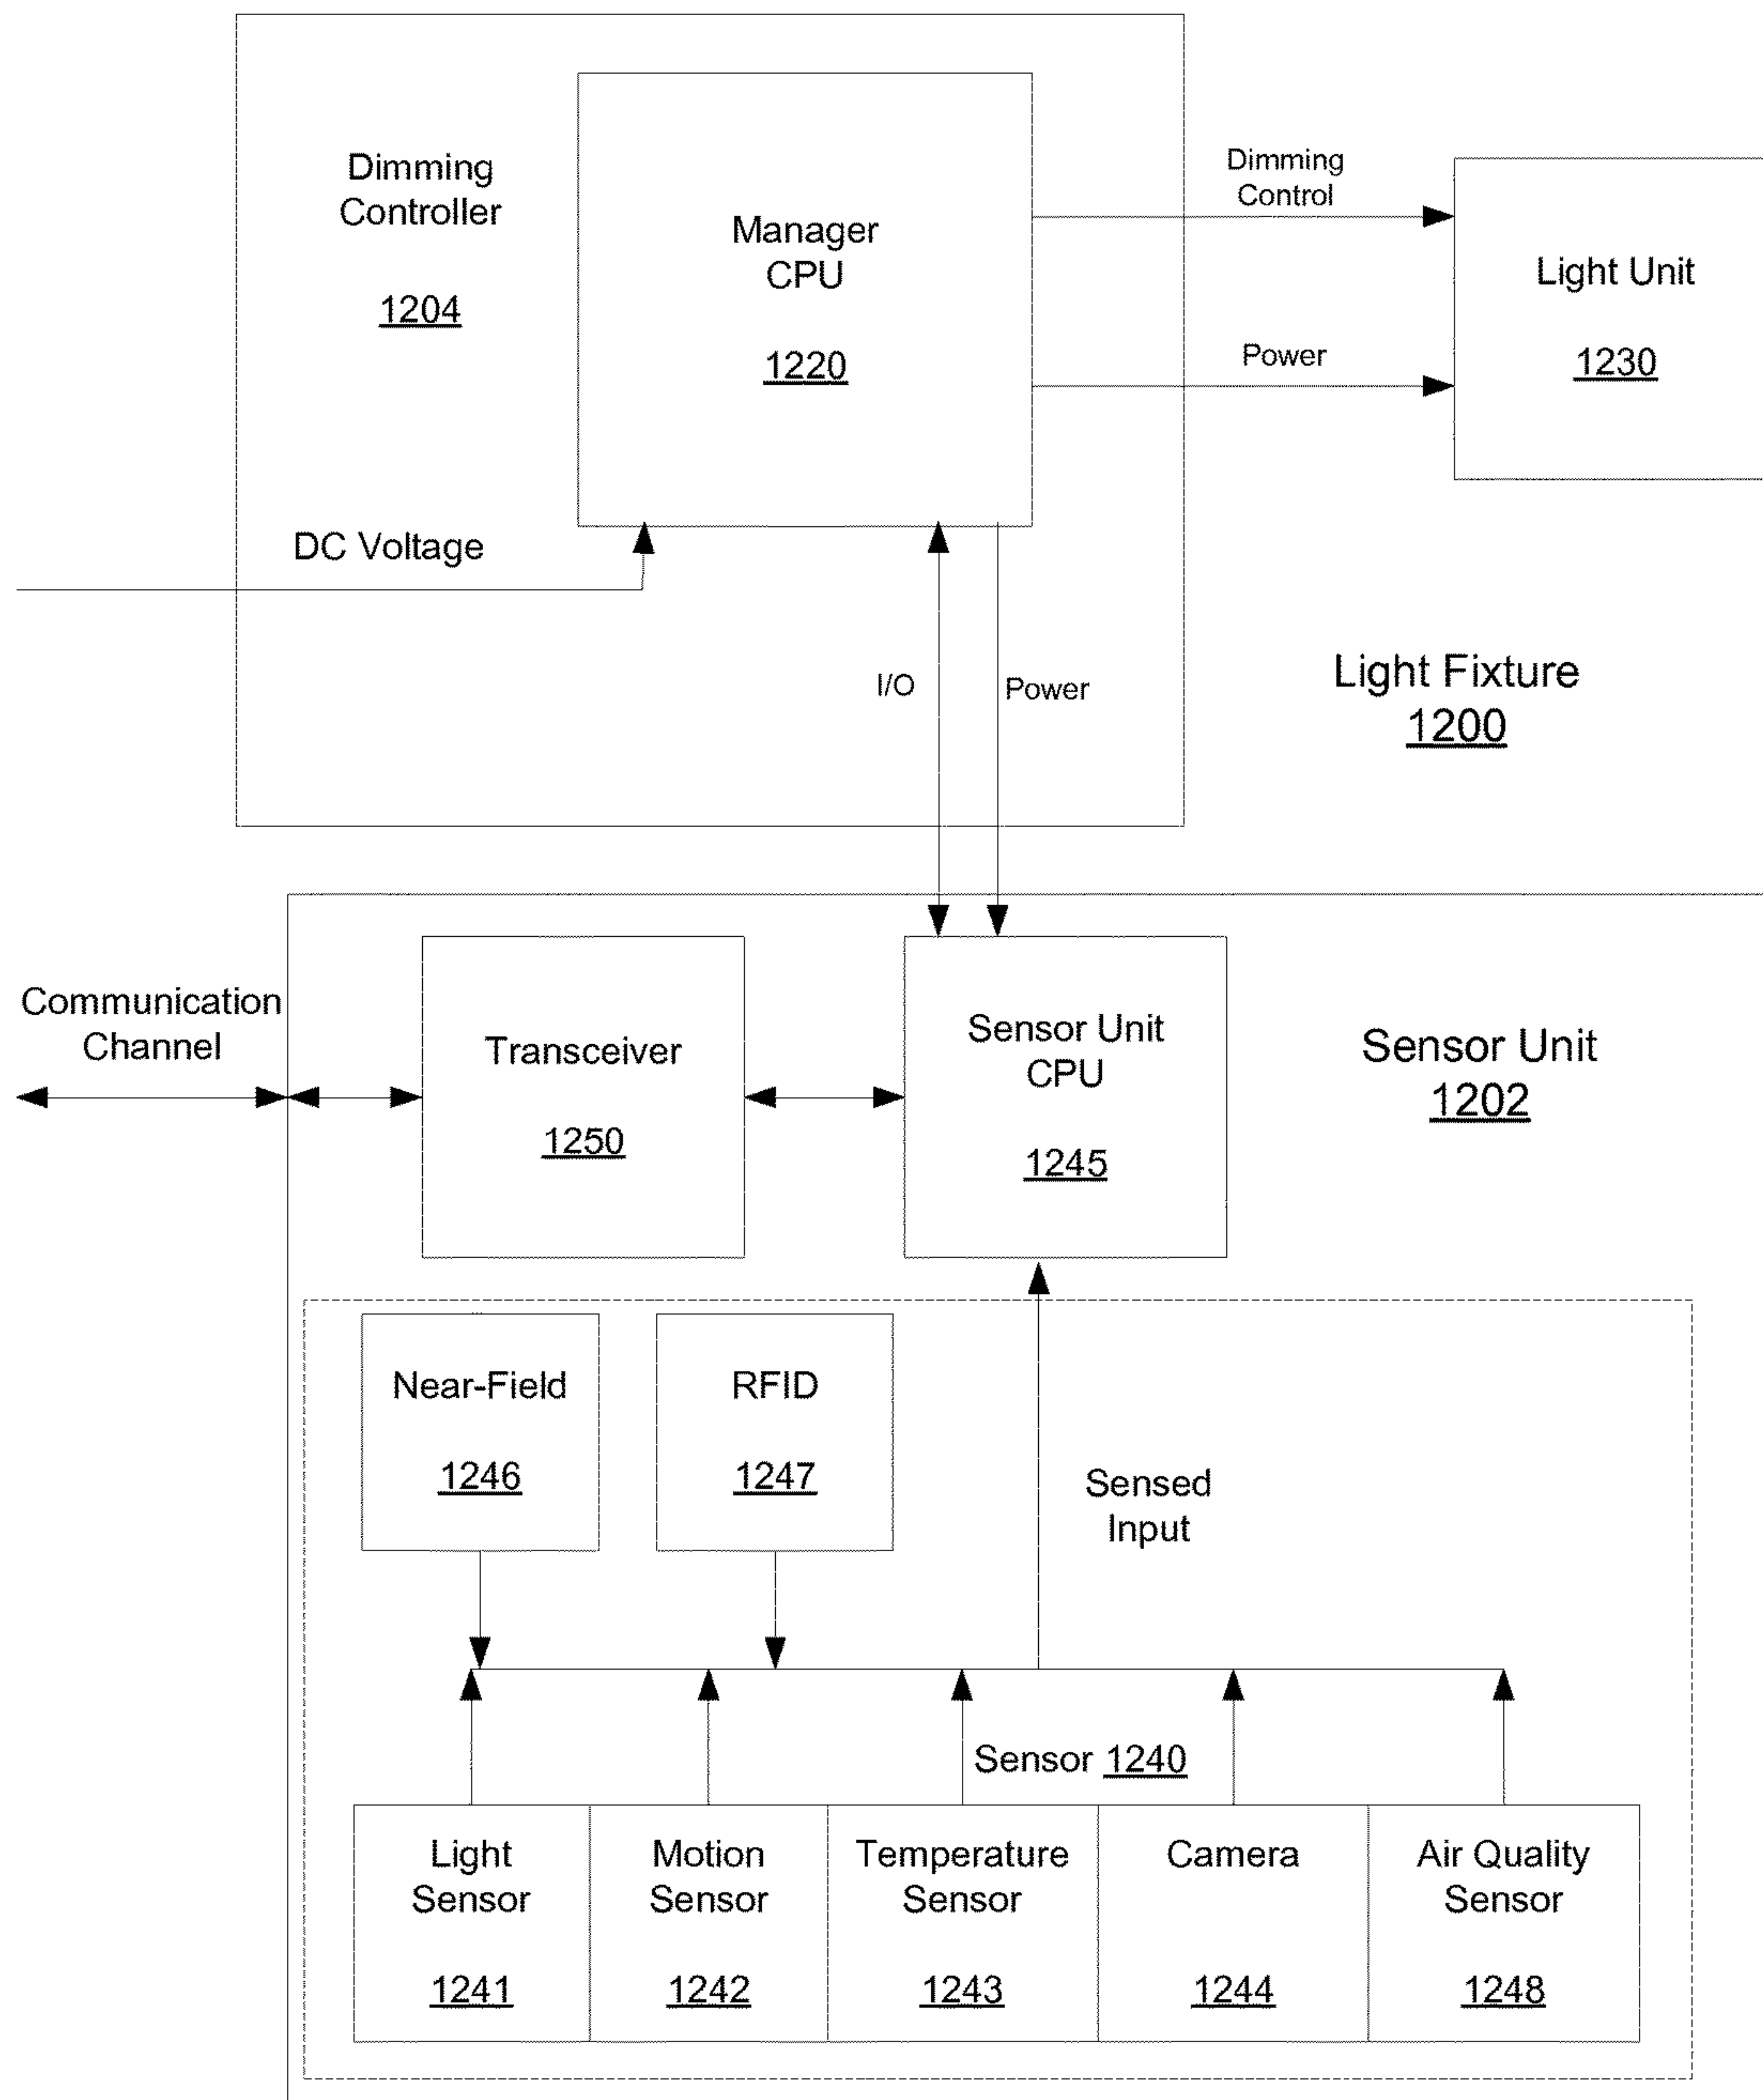 Dimming
Controller
1204
Manager
CPU
1220
Dimming
Control
Power
Light Unit
1230
DC Voltage
I/O
Power
Light Fixture
1200
Communication
Channel
Transceiver
1250
Sensor Unit
CPU
1245
Sensor Unit
1202
Near-Field
1246
RFID
1247
Sensed
Input
Sensor 1240
Light
Sensor
1241
Motion
Sensor
1242
Temperature
Sensor
1243
Camera
1244
Air Quality
Sensor
1248